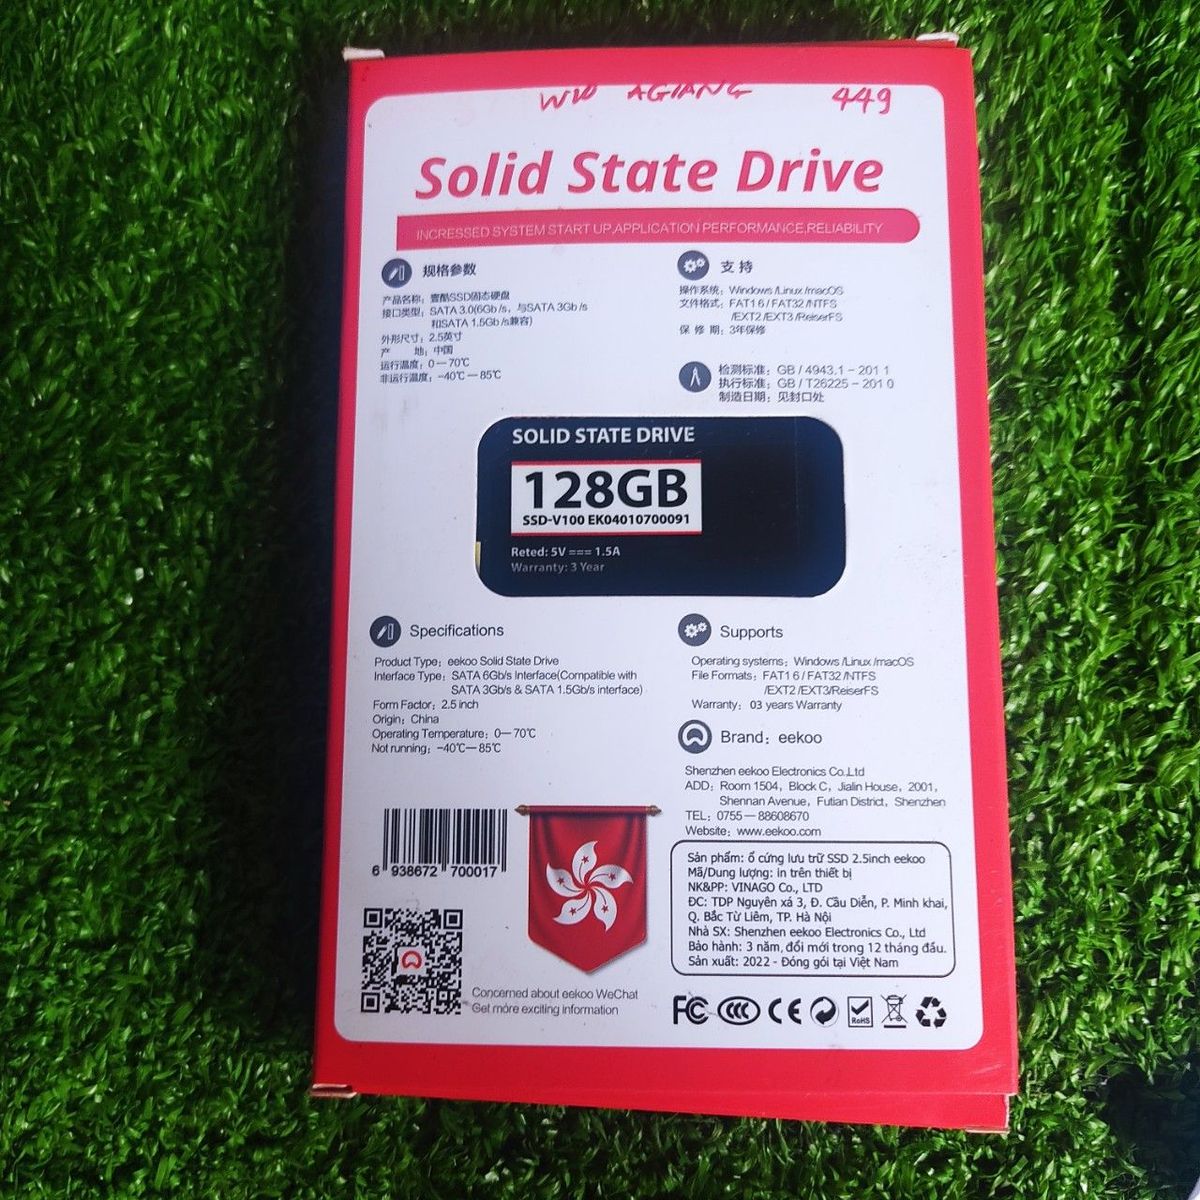 449
Solid State Drive
INCRESSED SYSTEM START UP,APPLICATION PERFORMANCE,RELIABILITY
规格参数
产品名称：壹酷SSD固态硬盘
接口类型：SATA 3.0(6Gb/s，与SATA 3Gb/s
和SATA 1.5Gb/s兼容)
外形尺寸：2.5英寸
产 地：中国
运行温度：0—70℃
非运行温度：-40℃—85℃
支 持
操作系统：Windows /Linux /macOS
文件格式：FAT16/FAT32/NTFS
/EXT2/EXT3/ReiserFS
保 修 期：3年保修
检测标准：GB/4943.1-2011
执行标准：GB/T26225-2010
制造日期：见封口处
SOLID STATE DRIVE
128GB
SSD-V100 EK04010700091
Reted: 5V === 1.5A
Warranty: 3 Year
Specifications
Product Type：eekoo Solid State Drive
Interface Type：SATA 6Gb/s Interface(Compatible with
SATA 3Gb/s & SATA 1.5Gb/s interface)
Form Factor：2.5 inch
Origin：China
Operating Temperature：0—70℃
Not running：-40℃—85℃
Supports
Operating systems：Windows /Linux /macOS
File Formats：FAT16/FAT32/NTFS
/EXT2/EXT3/ReiserFS
Warranty： 03 years Warranty
Brand：eekoo
Shenzhen eekoo Electronics Co.,Ltd
ADD：Room 1504，Block C，Jialin House，2001，
Shennan Avenue，Futian District，Shenzhen
TEL：0755—88608670
Website：www.eekoo.com
6 938672 700017
Concerned about eekoo WeChat
Get more exciting information
Sản phẩm: ổ cứng lưu trữ SSD 2.5inch eekoo
Mã/Dung lượng: in trên thiết bị
NK&PP: VINAGO Co., LTD
ĐC: TDP Nguyên xá 3, Đ. Cầu Diễn, P. Minh khai,
Q. Bắc Từ Liêm, TP. Hà Nội
Nhà SX: Shenzhen eekoo Electronics Co., Ltd
Bảo hành: 3 năm, đổi mới trong 12 tháng đầu.
Sản xuất: 2022 - Đóng gói tại Việt Nam
FC CCC CE RoHS